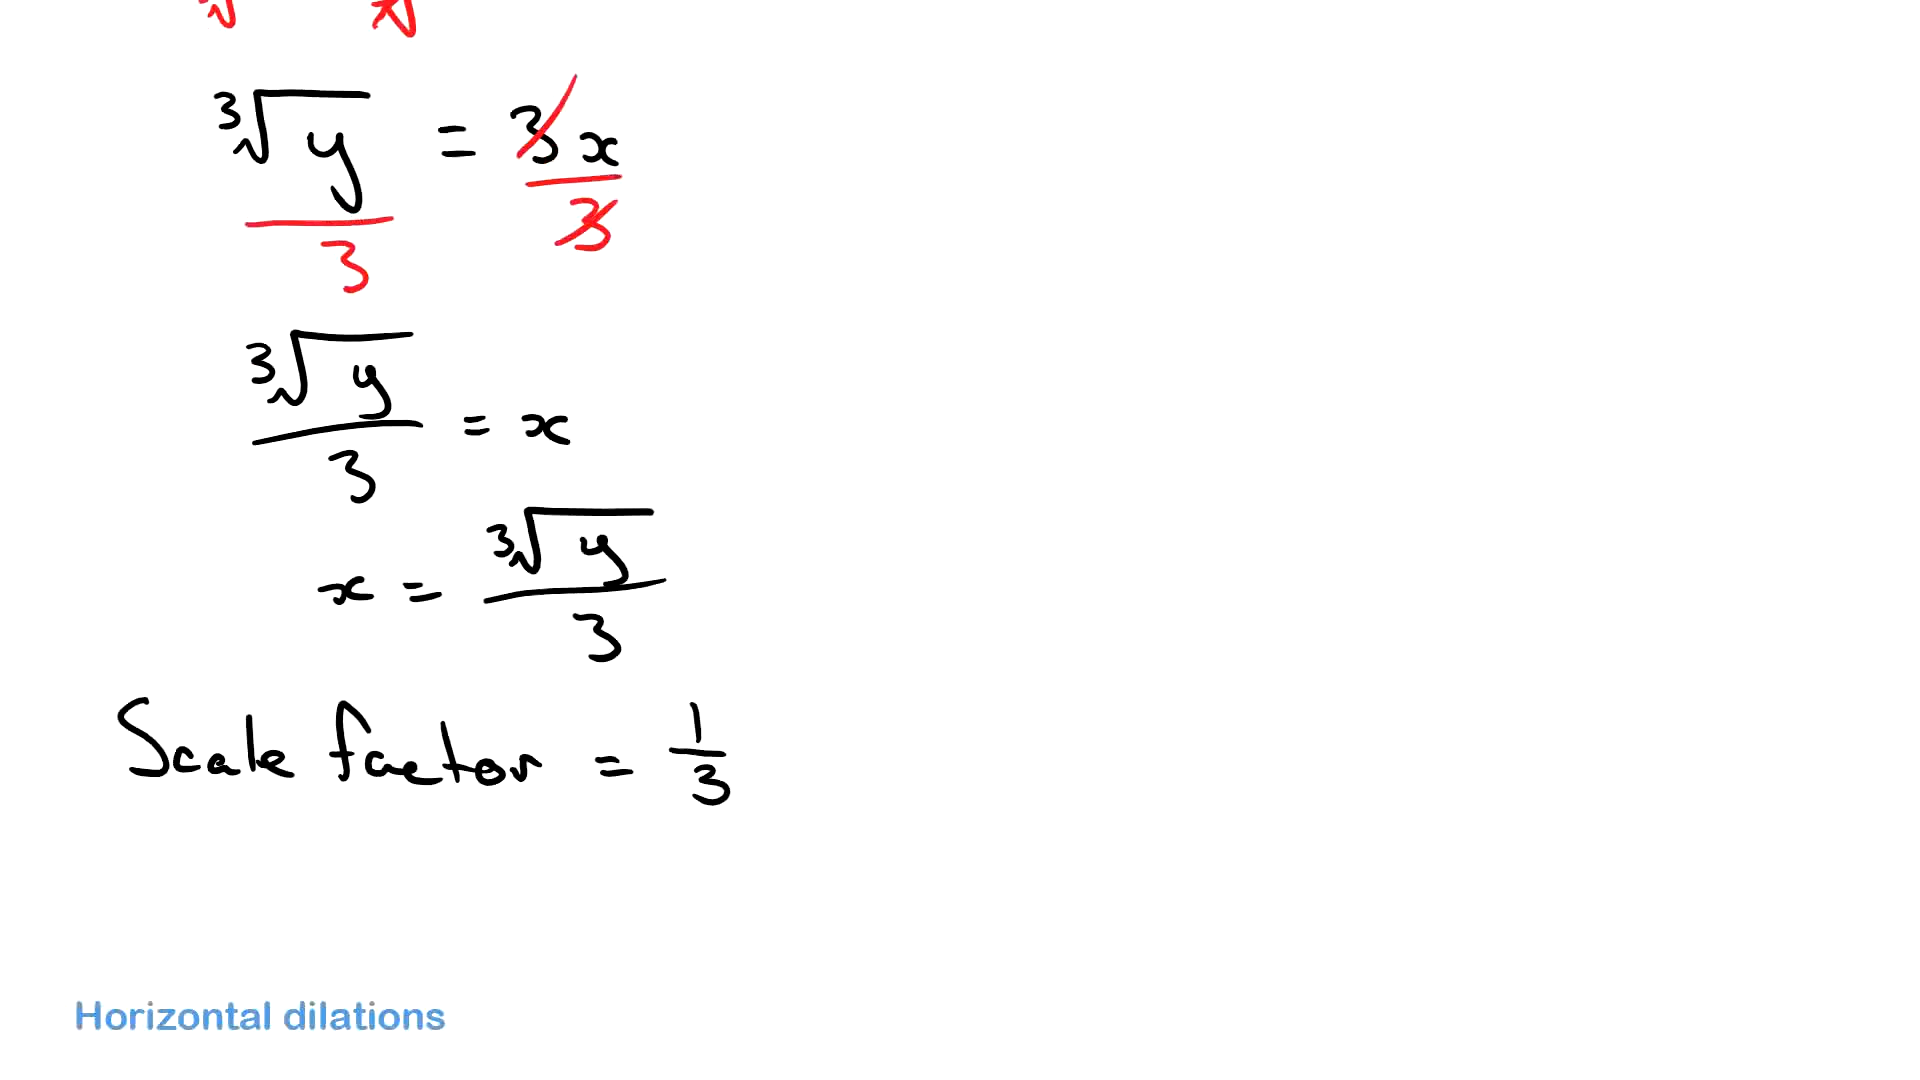 ∛y = 3x
3 3
∛y
3 = x
x = ∛y
3
Scale factor = 1/3
Horizontal dilations